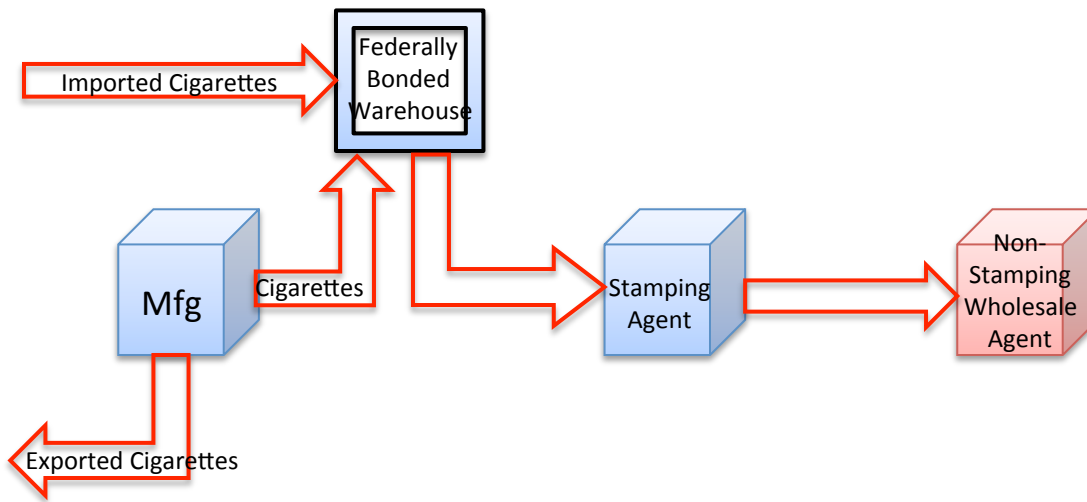 Federally
Bonded
Warehouse
Imported Cigarettes
Mfg
Cigarettes
Exported Cigarettes
Stamping
Agent
Non-
Stamping
Wholesale
Agent